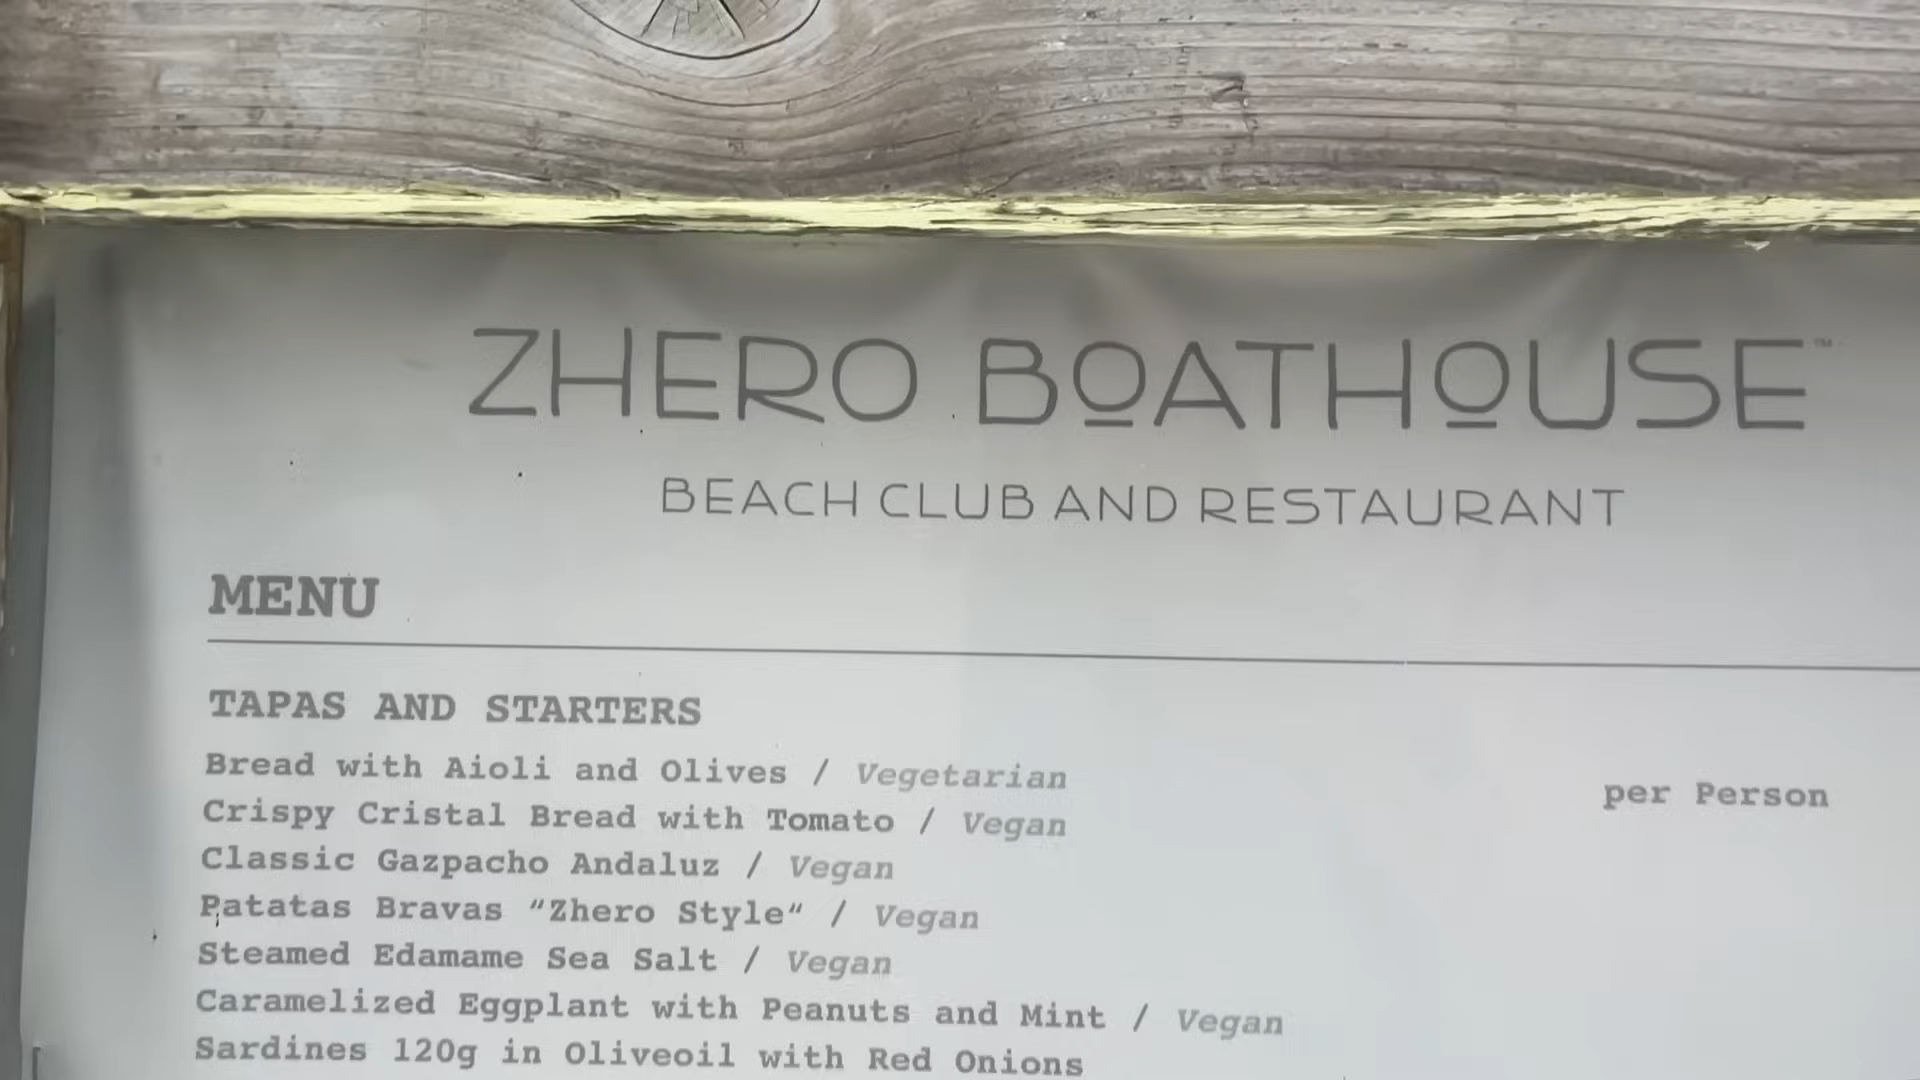 ZHERO BOATHOUSE™
BEACH CLUB AND RESTAURANT
MENU
TAPAS AND STARTERS
Bread with Aioli and Olives / Vegetarian per Person
Crispy Cristal Bread with Tomato / Vegan
Classic Gazpacho Andaluz / Vegan
Patatas Bravas “Zhero Style“ / Vegan
Steamed Edamame Sea Salt / Vegan
Caramelized Eggplant with Peanuts and Mint / Vegan
Sardines 120g in Oliveoil with Red Onions